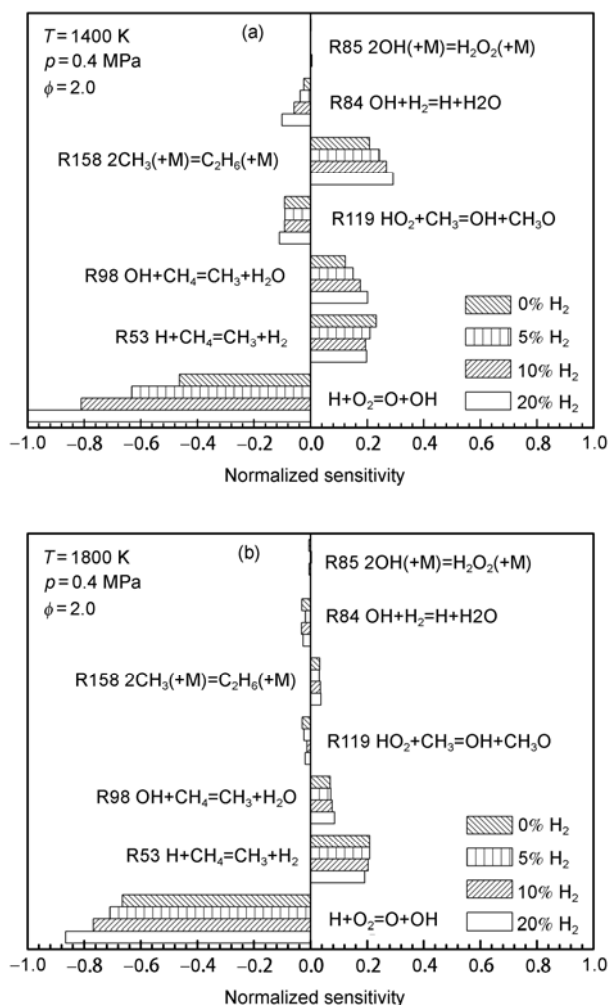 T = 1400 K
(a)
R85 2OH(+M)=H₂O₂(+M)
p = 0.4 MPa
ϕ = 2.0
R84 OH+H₂=H+H2O
R158 2CH₃(+M)=C₂H₆(+M)
R119 HO₂+CH₃=OH+CH₃O
R98 OH+CH₄=CH₃+H₂O
0% H₂
R53 H+CH₄=CH₃+H₂
5% H₂
10% H₂
H+O₂=O+OH
20% H₂
−1.0 −0.8 −0.6 −0.4 −0.2 0.0 0.2 0.4 0.6 0.8 1.0
Normalized sensitivity
T = 1800 K
(b)
R85 2OH(+M)=H₂O₂(+M)
p = 0.4 MPa
ϕ = 2.0
R84 OH+H₂=H+H2O
R158 2CH₃(+M)=C₂H₆(+M)
R119 HO₂+CH₃=OH+CH₃O
R98 OH+CH₄=CH₃+H₂O
0% H₂
R53 H+CH₄=CH₃+H₂
5% H₂
10% H₂
H+O₂=O+OH
20% H₂
−1.0 −0.8 −0.6 −0.4 −0.2 0.0 0.2 0.4 0.6 0.8 1.0
Normalized sensitivity